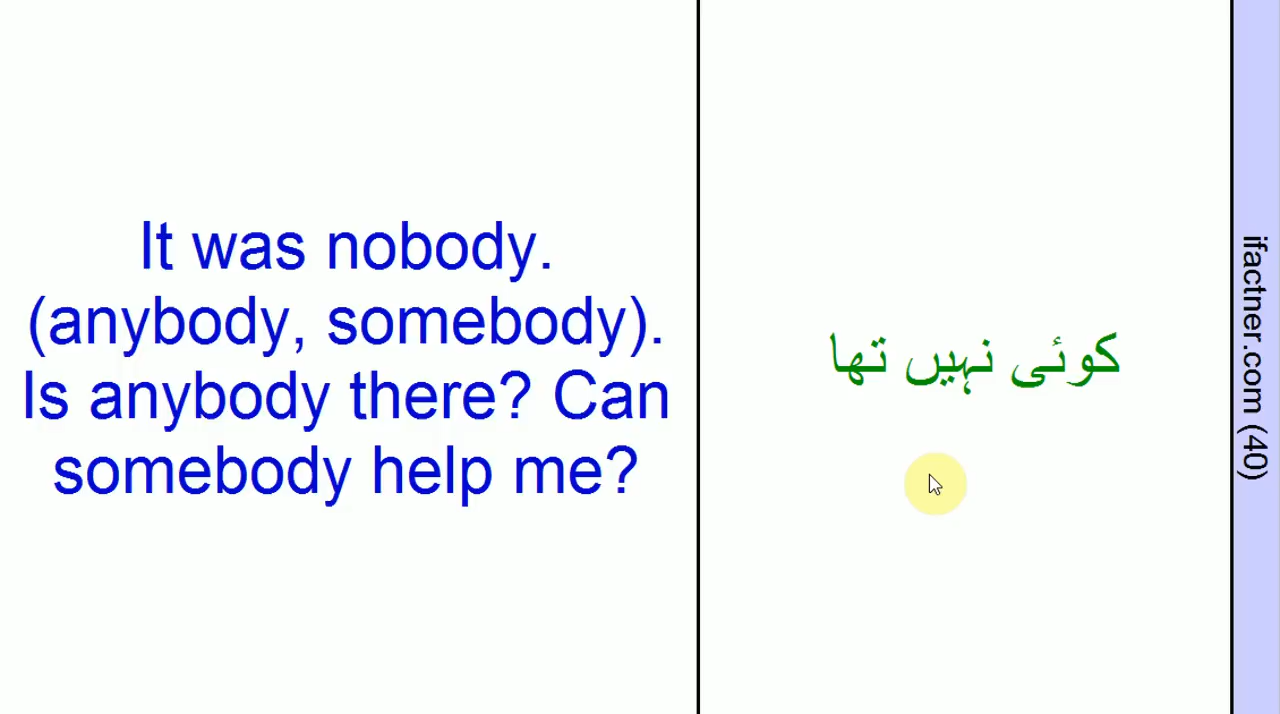 It was nobody.
(anybody, somebody).
Is anybody there? Can
somebody help me?
کوئی نہیں تھا
ifactner.com (40)